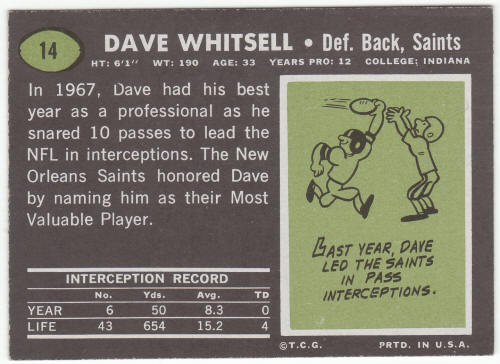 14 DAVE WHITSELL • Def. Back, Saints
HT: 6'1" WT: 190 AGE: 33 YEARS PRO: 12 COLLEGE: INDIANA
In 1967, Dave had his best
year as a professional as he
snared 10 passes to lead the
NFL in interceptions. The New
Orleans Saints honored Dave
by naming him as their Most
Valuable Player.
LAST YEAR, DAVE
LED THE SAINTS
IN PASS
INTERCEPTIONS.
INTERCEPTION RECORD
No. Yds. Avg. TD
YEAR 6 50 8.3 0
LIFE 43 654 15.2 4
©T.C.G. PRTD. IN U.S.A.